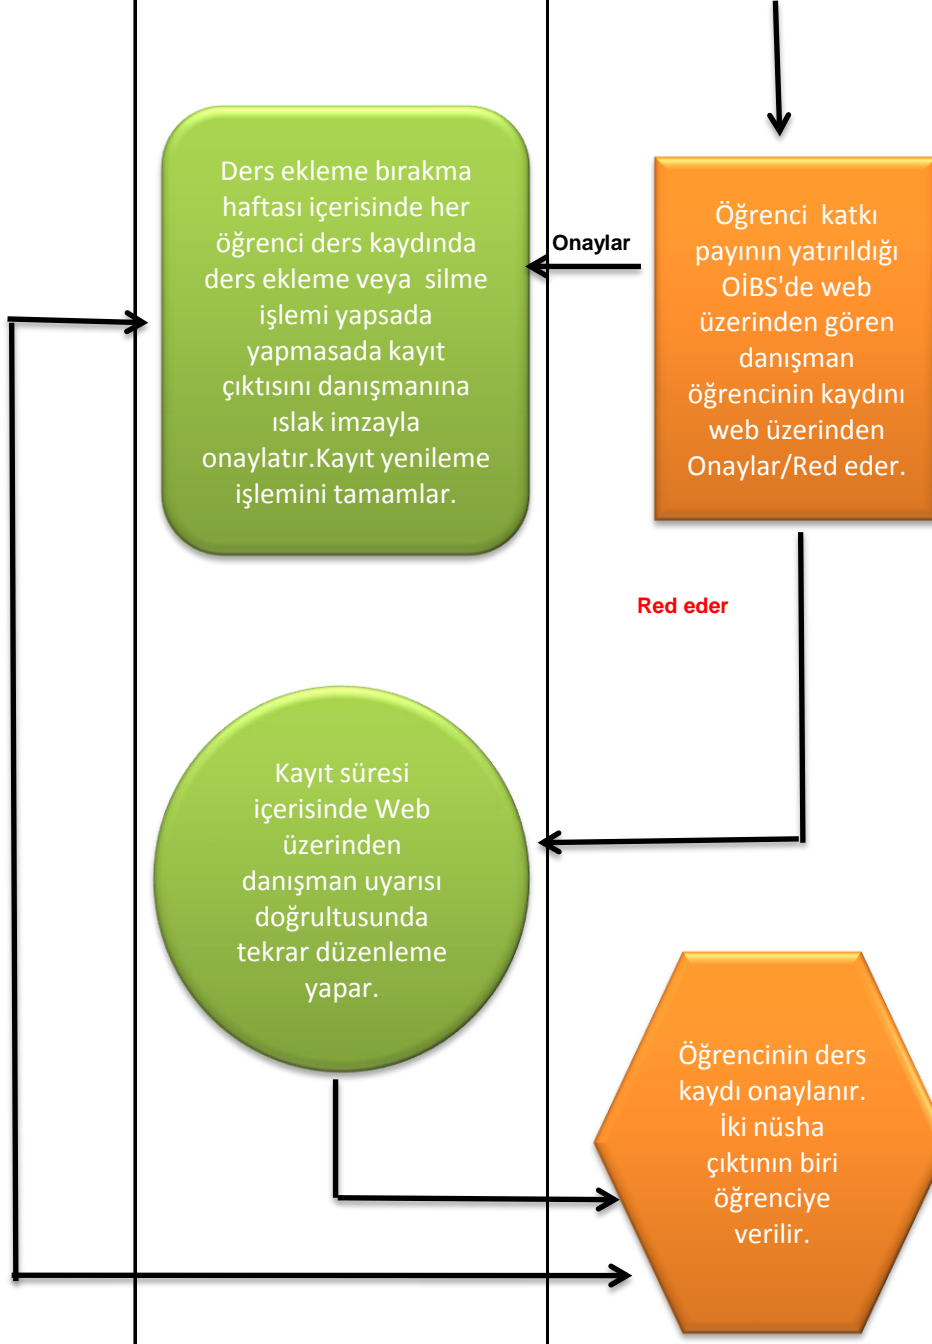 Ders ekleme bırakma
haftası içerisinde her
öğrenci ders kaydında
ders ekleme veya  silme
işlemi yapsada
yapmasada kayıt
çıktısını danışmanına
ıslak imzayla
onaylatır.Kayıt yenileme
işlemini tamamlar.
Onaylar
Öğrenci  katkı
payının yatırıldığı
OİBS'de web
üzerinden gören
danışman
öğrencinin kaydını
web üzerinden
Onaylar/Red eder.
Red eder
Kayıt süresi
içerisinde Web
üzerinden
danışman uyarısı
doğrultusunda
tekrar düzenleme
yapar.
Öğrencinin ders
kaydı onaylanır.
İki nüsha
çıktının biri
öğrenciye
verilir.